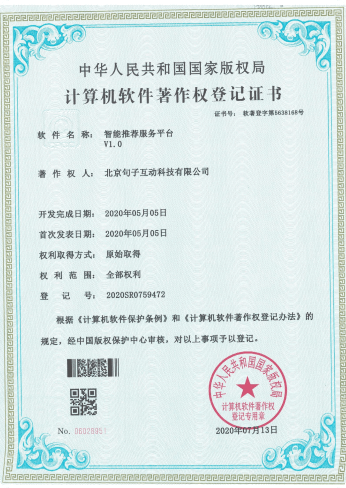 中华人民共和国国家版权局
计算机软件著作权登记证书
证书号： 软著登字第5638168号
软件名称： 智能推荐服务平台
V1.0
著作权人： 北京句子互动科技有限公司
开发完成日期： 2020年05月05日
首次发表日期： 2020年05月05日
权利取得方式： 原始取得
权利范围： 全部权利
登记号： 2020SR0759472
根据《计算机软件保护条例》和《计算机软件著作权登记办法》的
规定，经中国版权保护中心审核，对以上事项予以登记。
中华人民共和国国家版权局
计算机软件著作权
登记专用章
No.
2020年07月13日